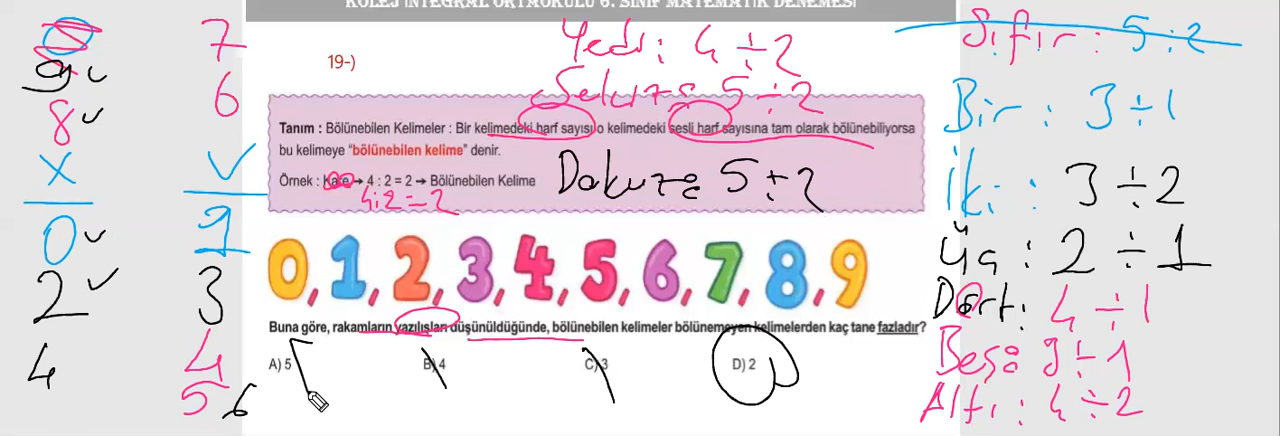 KOLEJ İNTEGRAL ORTAOKULU 6. SINIF MATEMATİK DENEMESİ
19-)
Yedi : 4 ÷ 2
Sekiz : 5 ÷ 2
Tanım : Bölünebilen Kelimeler : Bir kelimedeki harf sayısı o kelimedeki sesli harf sayısına tam olarak bölünebiliyorsa
bu kelimeye “bölünebilen kelime” denir.
Örnek : Kare → 4 : 2 = 2 → Bölünebilen Kelime
4:2=2
Dokuz : 5 ÷ 2
0, 1, 2, 3, 4, 5, 6, 7, 8, 9
Buna göre, rakamların yazılışları düşünüldüğünde, bölünebilen kelimeler bölünemeyen kelimelerden kaç tane fazladır?
A) 5 B) 4 C) 3 D) 2
9 ✓
8 ✓
X
0 ✓
2 ✓
4
7
6
✓
1
3
4
5 6
Sıfır : 5 : 2
Bir : 3 ÷ 1
İki : 3 ÷ 2
Üç : 2 ÷ 1
Dört : 4 ÷ 1
Beş : 3 ÷ 1
Altı : 4 ÷ 2